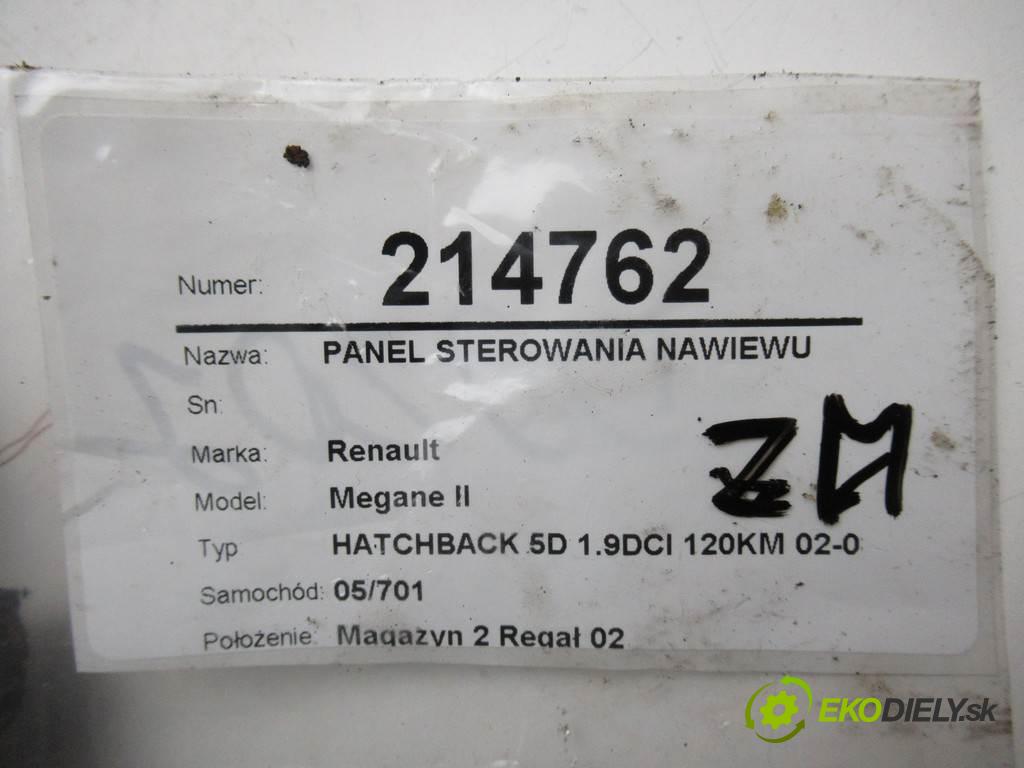 Numer: 214762
Nazwa: PANEL STEROWANIA NAWIEWU
Sn:
Marka: Renault
Model: Megane II
Typ HATCHBACK 5D 1.9DCI 120KM 02-0
Samochód: 05/701
Położenie: Magazyn 2 Regał 02
ZM
EKODIELY.sk